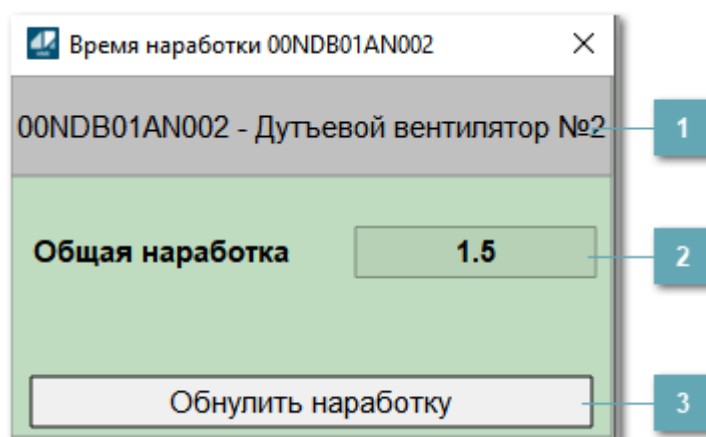 Время наработки 00NDB01AN002
00NDB01AN002 - Дутьевой вентилятор №2
1
Общая наработка 1.5
2
Обнулить наработку
3